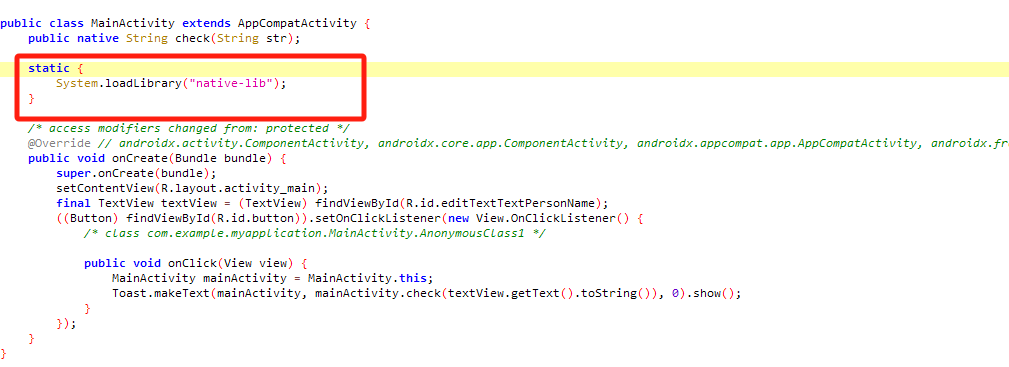 public class MainActivity extends AppCompatActivity {
    public native String check(String str);
    static {
        System.loadLibrary("native-lib");
    }
    /* access modifiers changed from: protected */
    @Override // androidx.activity.ComponentActivity, androidx.core.app.ComponentActivity, androidx.appcompat.app.AppCompatActivity, androidx.fr
    public void onCreate(Bundle bundle) {
        super.onCreate(bundle);
        setContentView(R.layout.activity_main);
        final TextView textView = (TextView) findViewById(R.id.editTextTextPersonName);
        ((Button) findViewById(R.id.button)).setOnClickListener(new View.OnClickListener() {
            /* class com.example.myapplication.MainActivity.AnonymousClass1 */
            public void onClick(View view) {
                MainActivity mainActivity = MainActivity.this;
                Toast.makeText(mainActivity, mainActivity.check(textView.getText().toString()), 0).show();
            }
        });
    }
}